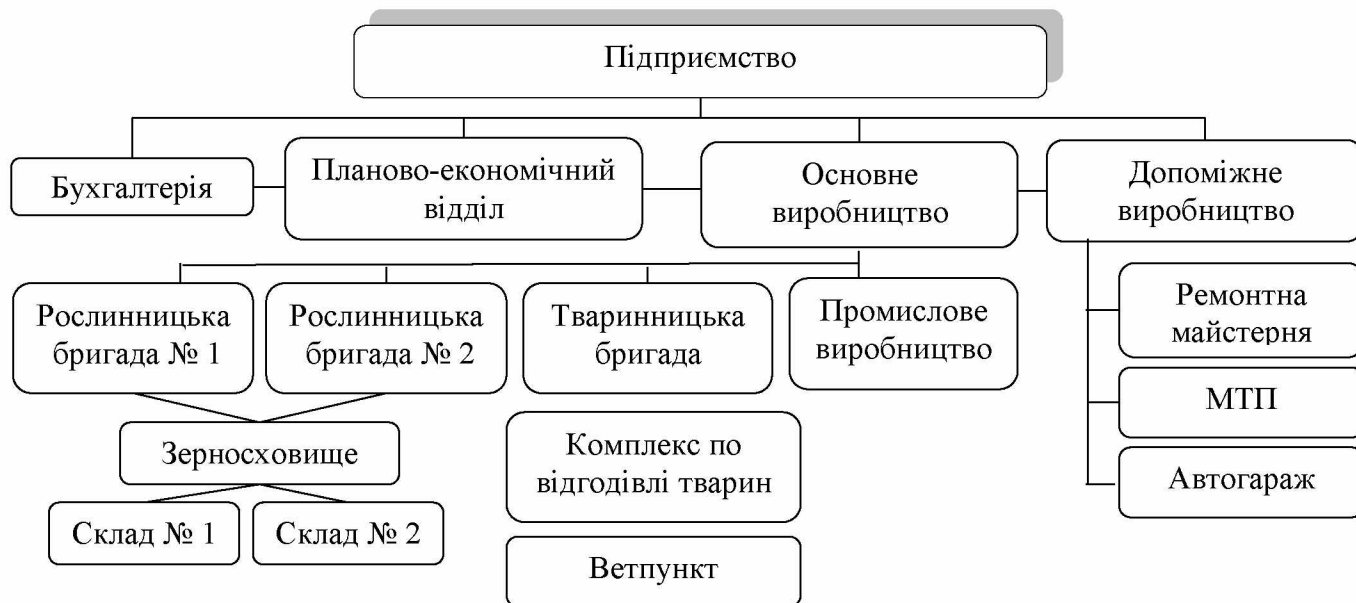 Підприємство
Бухгалтерія
Планово-економічний
відділ
Основне
виробництво
Допоміжне
виробництво
Рослинницька
бригада № 1
Рослинницька
бригада № 2
Тваринницька
бригада
Промислове
виробництво
Ремонтна
майстерня
МТП
Автогараж
Зерносховище
Склад № 1
Склад № 2
Комплекс по
відгодівлі тварин
Ветпункт